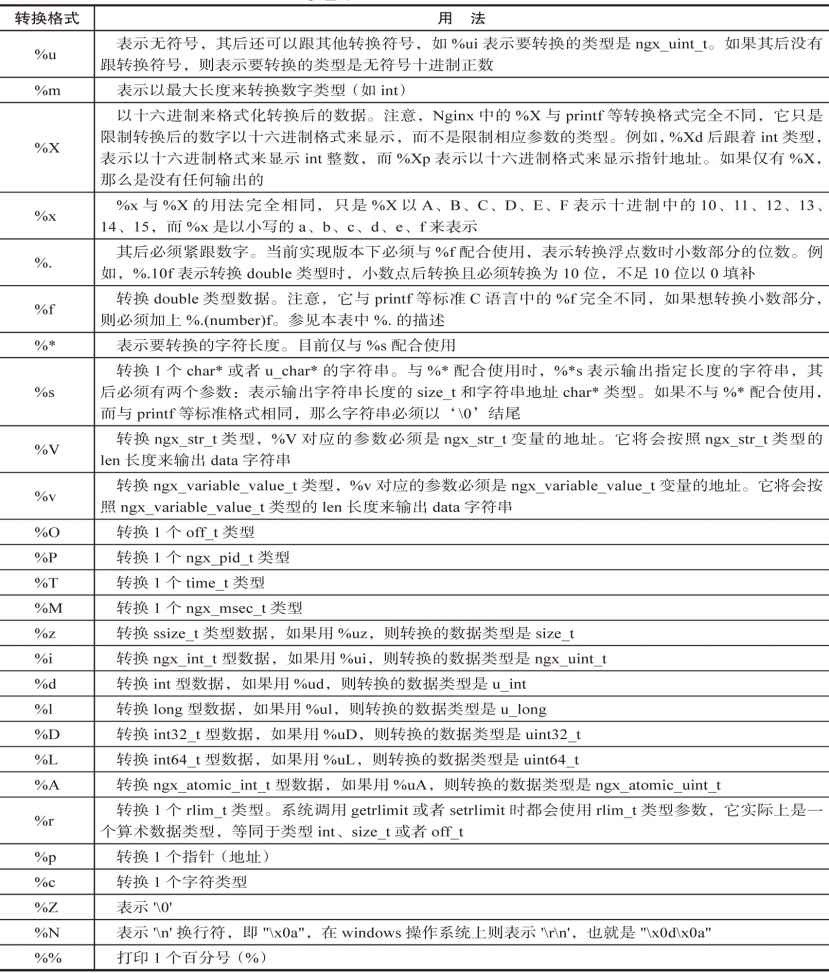 转换格式 用 法
%u 表示无符号，其后还可以跟其他转换符号，如 %ui 表示要转换的类型是 ngx_uint_t。如果其后没有
跟转换符号，则表示要转换的类型是无符号十进制正数
%m 表示以最大长度来转换数字类型（如 int）
%X 以十六进制来格式化转换后的数据。注意，Nginx 中的 %X 与 printf 等转换格式完全不同，它只是
限制转换后的数字以十六进制格式来显示，而不是限制相应参数的类型。例如，%Xd 后跟着 int 类型，
表示以十六进制格式来显示 int 整数，而 %Xp 表示以十六进制格式来显示指针地址。如果仅有 %X，
那么是没有任何输出的
%x %x 与 %X 的用法完全相同，只是 %X 以 A、B、C、D、E、F 表示十进制中的 10、11、12、13、
14、15，而 %x 是以小写的 a、b、c、d、e、f 来表示
%. 其后必须紧跟数字。当前实现版本下必须与 %f 配合使用，表示转换浮点数时小数部分的位数。例
如，%.10f 表示转换 double 类型时，小数点后转换且必须转换为 10 位，不足 10 位以 0 填补
%f 转换 double 类型数据。注意，它与 printf 等标准 C 语言中的 %f 完全不同，如果想转换小数部分，
则必须加上 %.(number)f。参见本表中 %. 的描述
%* 表示要转换的字符长度。目前仅与 %s 配合使用
%s 转换 1 个 char* 或者 u_char* 的字符串。与 %* 配合使用时，%*s 表示输出指定长度的字符串，其
后必须有两个参数：表示输出字符串长度的 size_t 和字符串地址 char* 类型。如果不与 %* 配合使用，
而与 printf 等标准格式相同，那么字符串必须以‘\0’结尾
%V 转换 ngx_str_t 类型，%V 对应的参数必须是 ngx_str_t 变量的地址。它将会按照 ngx_str_t 类型的
len 长度来输出 data 字符串
%v 转换 ngx_variable_value_t 类型，%v 对应的参数必须是 ngx_variable_value_t 变量的地址。它将会按
照 ngx_variable_value_t 类型的 len 长度来输出 data 字符串
%O 转换 1 个 off_t 类型
%P 转换 1 个 ngx_pid_t 类型
%T 转换 1 个 time_t 类型
%M 转换 1 个 ngx_msec_t 类型
%z 转换 ssize_t 类型数据，如果用 %uz，则转换的数据类型是 size_t
%i 转换 ngx_int_t 型数据，如果用 %ui，则转换的数据类型是 ngx_uint_t
%d 转换 int 型数据，如果用 %ud，则转换的数据类型是 u_int
%l 转换 long 型数据，如果用 %ul，则转换的数据类型是 u_long
%D 转换 int32_t 型数据，如果用 %uD，则转换的数据类型是 uint32_t
%L 转换 int64_t 型数据，如果用 %uL，则转换的数据类型是 uint64_t
%A 转换 ngx_atomic_int_t 型数据，如果用 %uA，则转换的数据类型是 ngx_atomic_uint_t
%r 转换 1 个 rlim_t 类型。系统调用 getrlimit 或者 setrlimit 时都会使用 rlim_t 类型参数，它实际上是一
个算术数据类型，等同于类型 int、size_t 或者 off_t
%p 转换 1 个指针（地址）
%c 转换 1 个字符类型
%Z 表示 '\0'
%N 表示 '\n' 换行符，即 "\x0a"，在 windows 操作系统上则表示 '\r\n'，也就是 "\x0d\x0a"
%% 打印 1 个百分号（%）